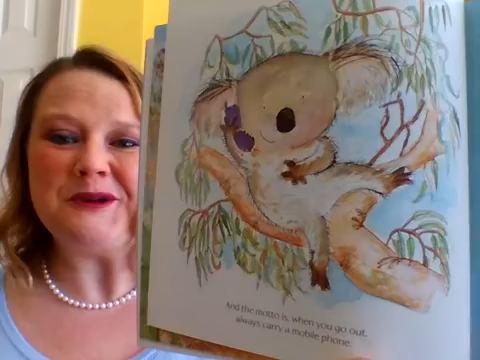 And the motto is, when you go out,
always carry a mobile phone.